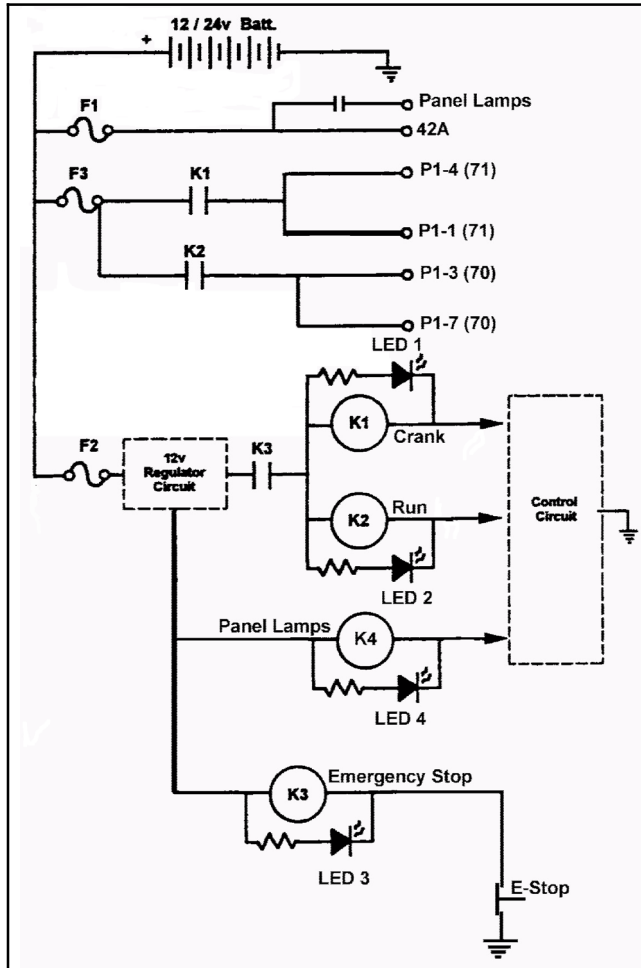 12 / 24v Batt.
+
F1
Panel Lamps
42A
F3
K1
P1-4 (71)
P1-1 (71)
K2
P1-3 (70)
P1-7 (70)
LED 1
K1
Crank
F2
12v
Regulator
Circuit
K3
K2
Run
Control
Circuit
LED 2
Panel Lamps
K4
LED 4
Emergency Stop
K3
LED 3
E-Stop